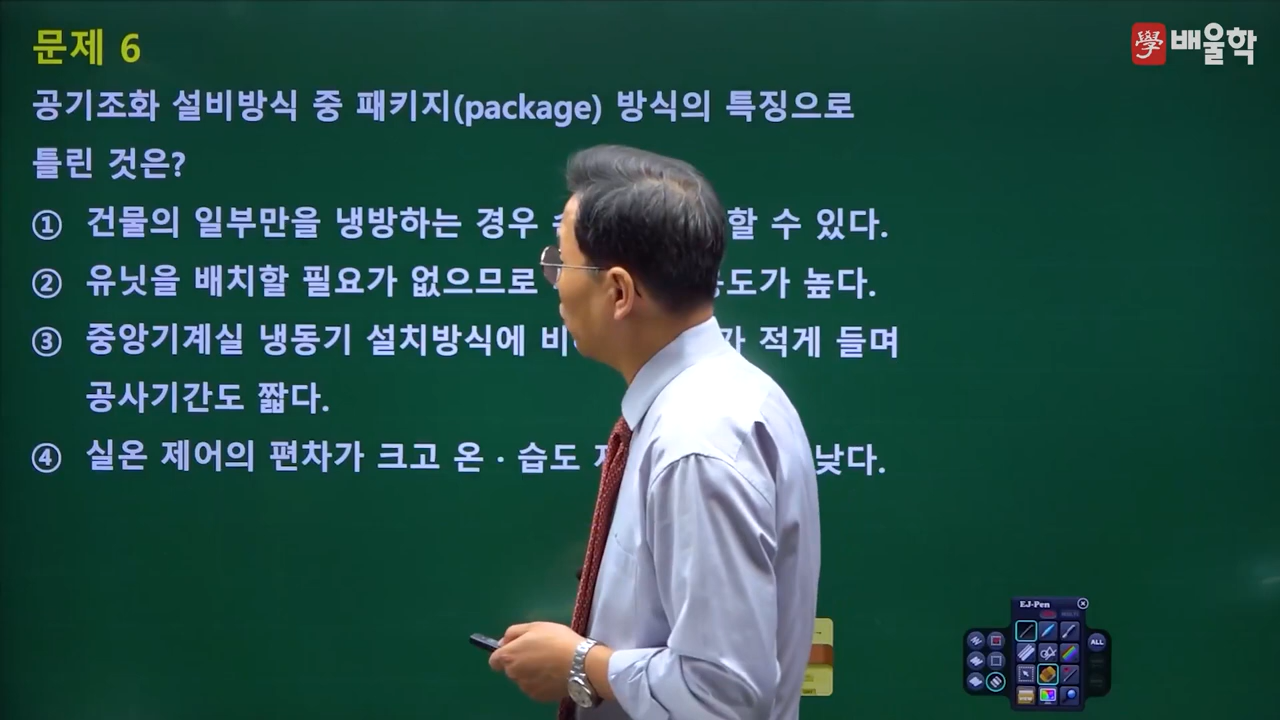 문제 6
學 배울학
공기조화 설비방식 중 패키지(package) 방식의 특징으로
틀린 것은?
① 건물의 일부만을 냉방하는 경우 할 수 있다.
② 유닛을 배치할 필요가 없으므로 높다.
③ 중앙기계실 냉동기 설치방식에 적게 들며
공사기간도 짧다.
④ 실온 제어의 편차가 크고 온 · 습도 낮다.
EJ-Pen
ALL